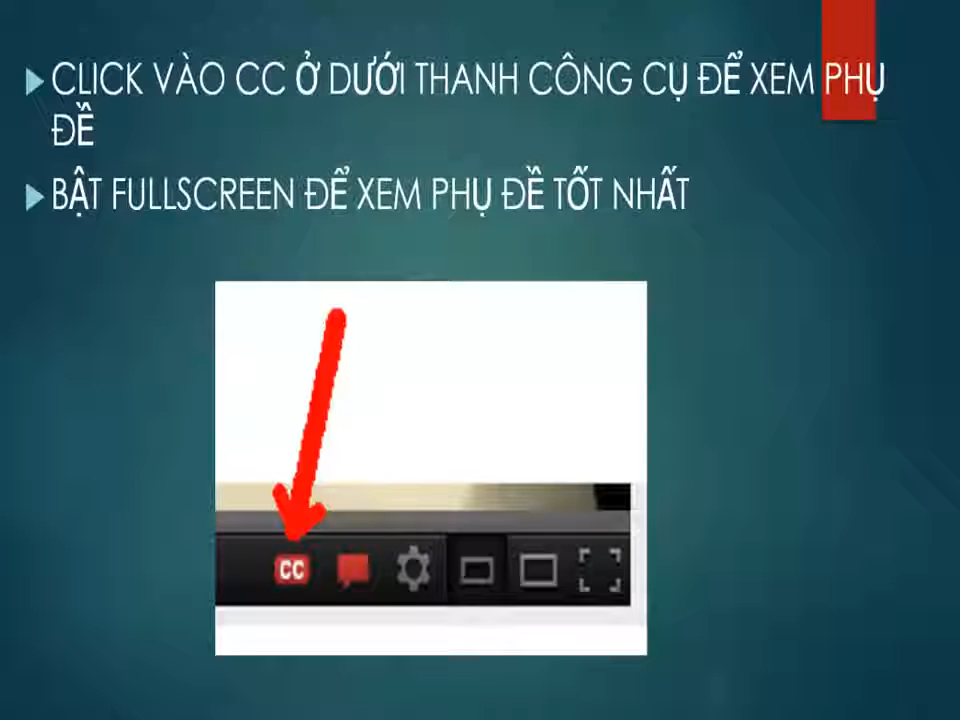 CLICK VÀO CC Ở DƯỚI THANH CÔNG CỤ ĐỂ XEM PHỤ
ĐỀ
BẬT FULLSCREEN ĐỂ XEM PHỤ ĐỀ TỐT NHẤT
CC